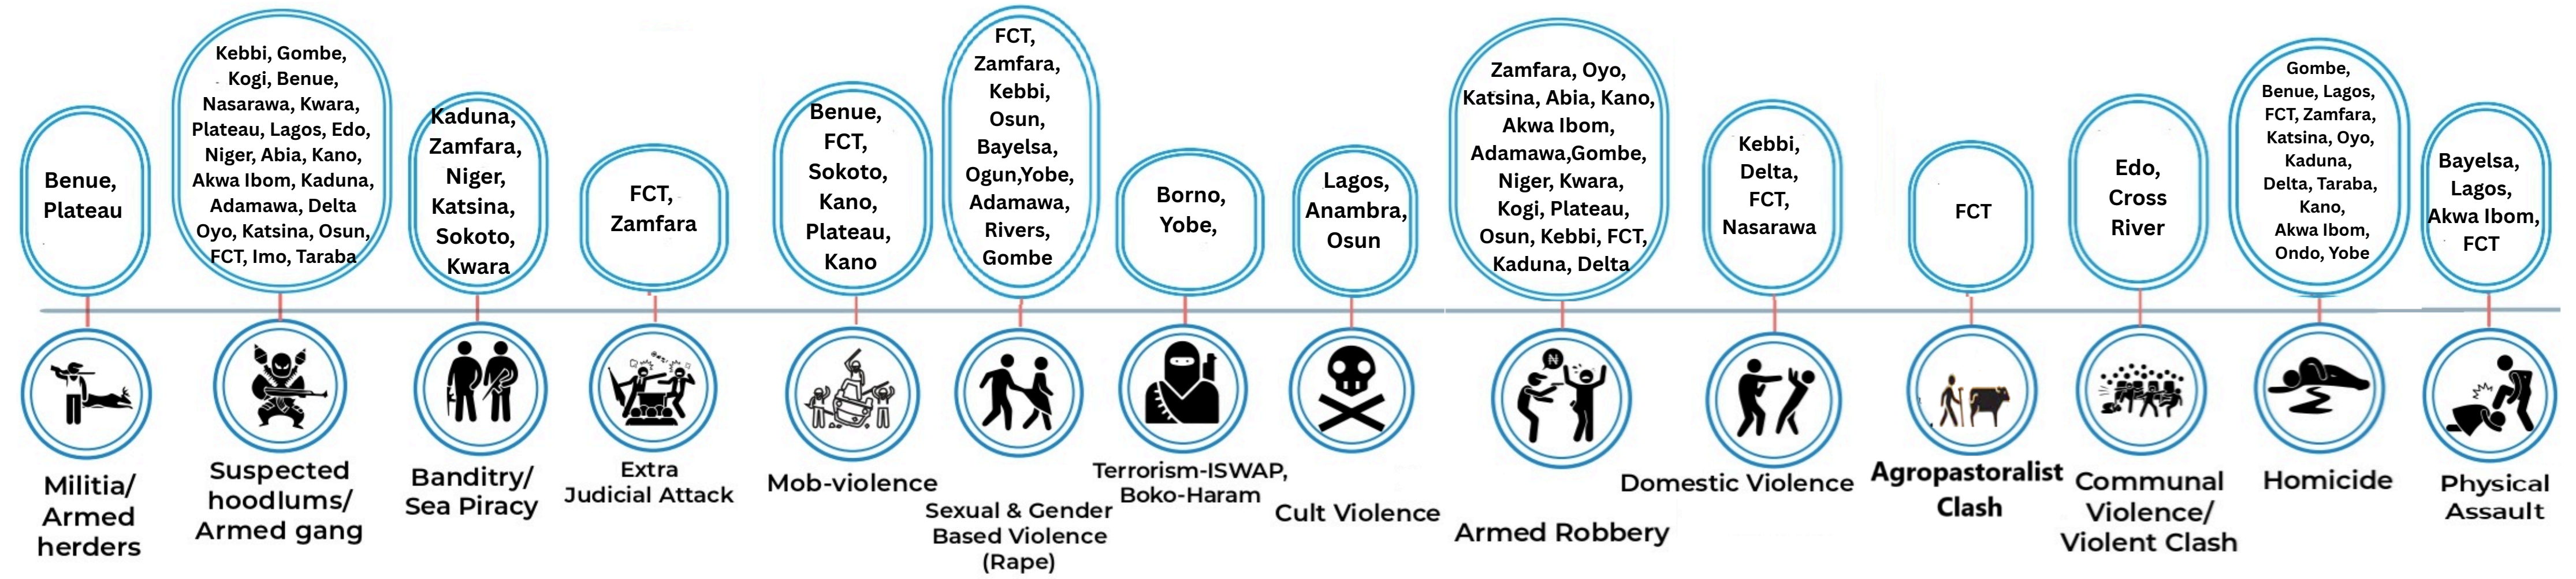 Benue,
Plateau
Kebbi, Gombe,
Kogi, Benue,
Nasarawa, Kwara,
Plateau, Lagos, Edo,
Niger, Abia, Kano,
Akwa Ibom, Kaduna,
Adamawa, Delta
Oyo, Katsina, Osun,
FCT, Imo, Taraba
Kaduna,
Zamfara,
Niger,
Katsina,
Sokoto,
Kwara
FCT,
Zamfara
Benue,
FCT,
Sokoto,
Kano,
Plateau,
Kano
FCT,
Zamfara,
Kebbi,
Osun,
Bayelsa,
Ogun,Yobe,
Adamawa,
Rivers,
Gombe
Borno,
Yobe,
Lagos,
Anambra,
Osun
Zamfara, Oyo,
Katsina, Abia, Kano,
Akwa Ibom,
Adamawa,Gombe,
Niger, Kwara,
Kogi, Plateau,
Osun, Kebbi, FCT,
Kaduna, Delta
Kebbi,
Delta,
FCT,
Nasarawa
FCT
Edo,
Cross
River
Gombe,
Benue, Lagos,
FCT, Zamfara,
Katsina, Oyo,
Kaduna,
Delta, Taraba,
Kano,
Akwa Ibom,
Ondo, Yobe
Bayelsa,
Lagos,
Akwa Ibom,
FCT
₦
Militia/
Armed
herders
Suspected
hoodlums/
Armed gang
Banditry/
Sea Piracy
Extra
Judicial Attack
Mob-violence
Sexual & Gender
Based Violence
(Rape)
Terrorism-ISWAP,
Boko-Haram
Cult Violence
Armed Robbery
Domestic Violence
Agropastoralist
Clash
Communal
Violence/
Violent Clash
Homicide
Physical
Assault